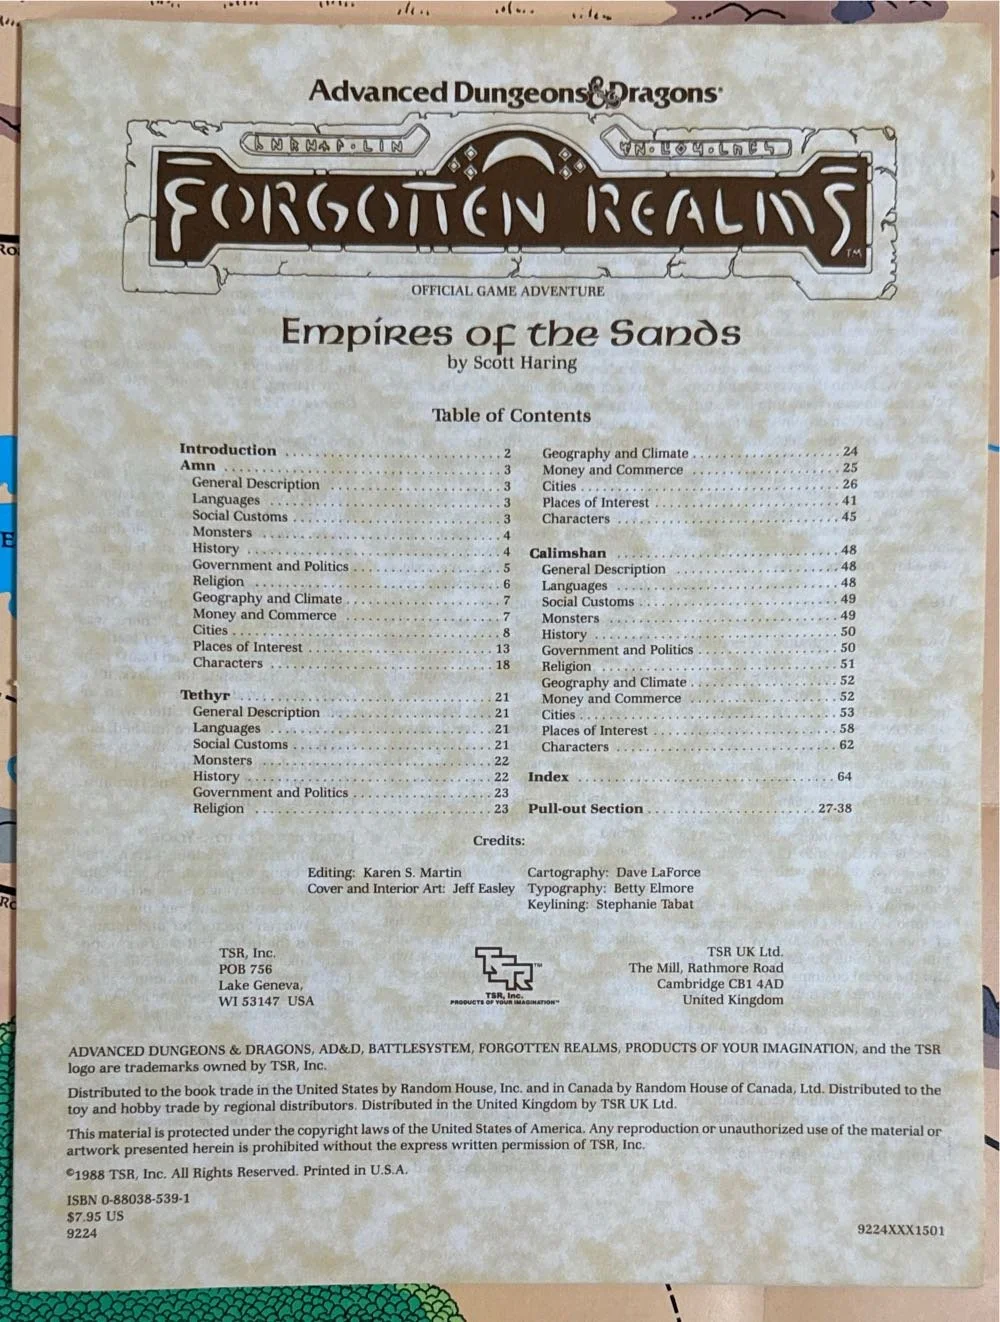 Advanced Dungeons & Dragons®
FORGOTTEN REALMS™
OFFICIAL GAME ADVENTURE
Empires of the Sands
by Scott Haring
Table of Contents
Introduction 2
Amn 3
General Description 3
Languages 3
Social Customs 3
Monsters 4
History 4
Government and Politics 5
Religion 6
Geography and Climate 7
Money and Commerce 7
Cities 8
Places of Interest 13
Characters 18
Tethyr 21
General Description 21
Languages 21
Social Customs 21
Monsters 22
History 22
Government and Politics 23
Religion 23
Geography and Climate 24
Money and Commerce 25
Cities 26
Places of Interest 41
Characters 45
Calimshan 48
General Description 48
Languages 48
Social Customs 49
Monsters 49
History 50
Government and Politics 50
Religion 51
Geography and Climate 52
Money and Commerce 52
Cities 53
Places of Interest 58
Characters 62
Index 64
Pull-out Section 27-38
Credits:
Editing: Karen S. Martin
Cover and Interior Art: Jeff Easley
Cartography: Dave LaForce
Typography: Betty Elmore
Keylining: Stephanie Tabat
TSR, Inc.
POB 756
Lake Geneva,
WI 53147 USA
TSR™
TSR, Inc.
PRODUCTS OF YOUR IMAGINATION™
TSR UK Ltd.
The Mill, Rathmore Road
Cambridge CB1 4AD
United Kingdom
ADVANCED DUNGEONS & DRAGONS, AD&D, BATTLESYSTEM, FORGOTTEN REALMS, PRODUCTS OF YOUR IMAGINATION, and the TSR
logo are trademarks owned by TSR, Inc.
Distributed to the book trade in the United States by Random House, Inc. and in Canada by Random House of Canada, Ltd. Distributed to the
toy and hobby trade by regional distributors. Distributed in the United Kingdom by TSR UK Ltd.
This material is protected under the copyright laws of the United States of America. Any reproduction or unauthorized use of the material or
artwork presented herein is prohibited without the express written permission of TSR, Inc.
©1988 TSR, Inc. All Rights Reserved. Printed in U.S.A.
ISBN 0-88038-539-1
$7.95 US
9224
9224XXX1501